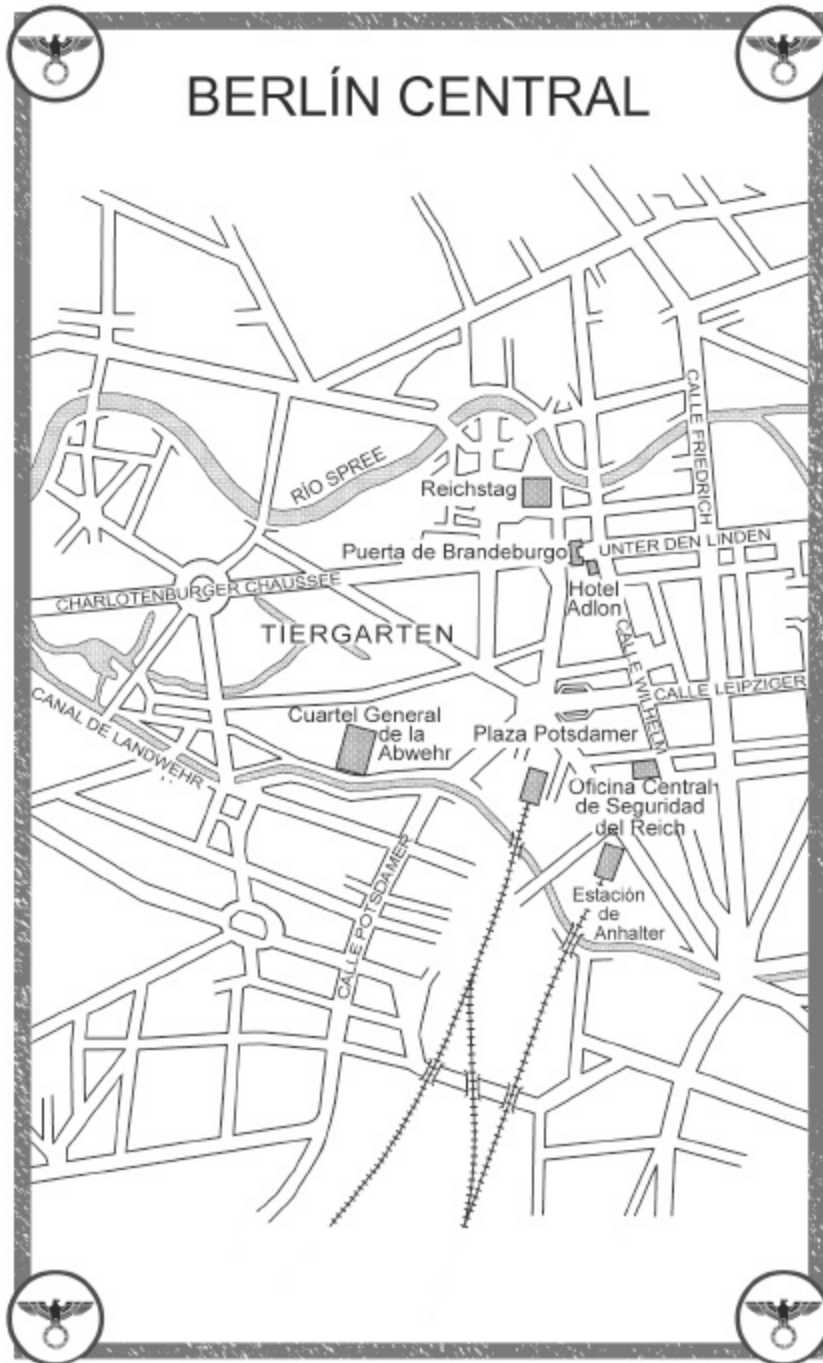 BERLÍN CENTRAL
CALLE FRIEDRICH
RÍO SPREE
Reichstag
Puerta de Brandeburgo
UNTER DEN LINDEN
Hotel
Adlon
CHARLOTENBURGER CHAUSSEE
TIERGARTEN
CALLE WILHELM
CALLE LEIPZIGER
CANAL DE LANDWEHR
Cuartel General
de la
Abwehr
Plaza Potsdamer
Oficina Central
de Seguridad
del Reich
CALLE POTSDAMER
Estación
de
Anhalter